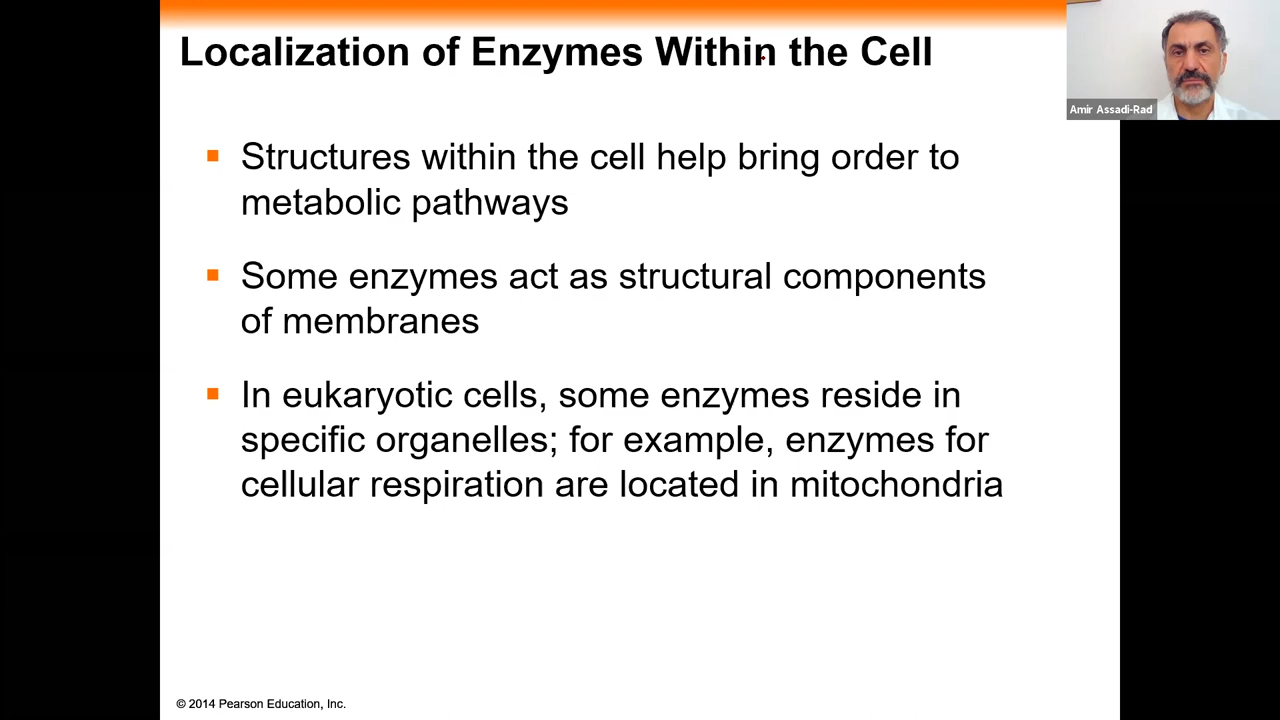 Localization of Enzymes Within the Cell
Amir Assadi-Rad
Structures within the cell help bring order to
metabolic pathways
Some enzymes act as structural components
of membranes
In eukaryotic cells, some enzymes reside in
specific organelles; for example, enzymes for
cellular respiration are located in mitochondria
© 2014 Pearson Education, Inc.